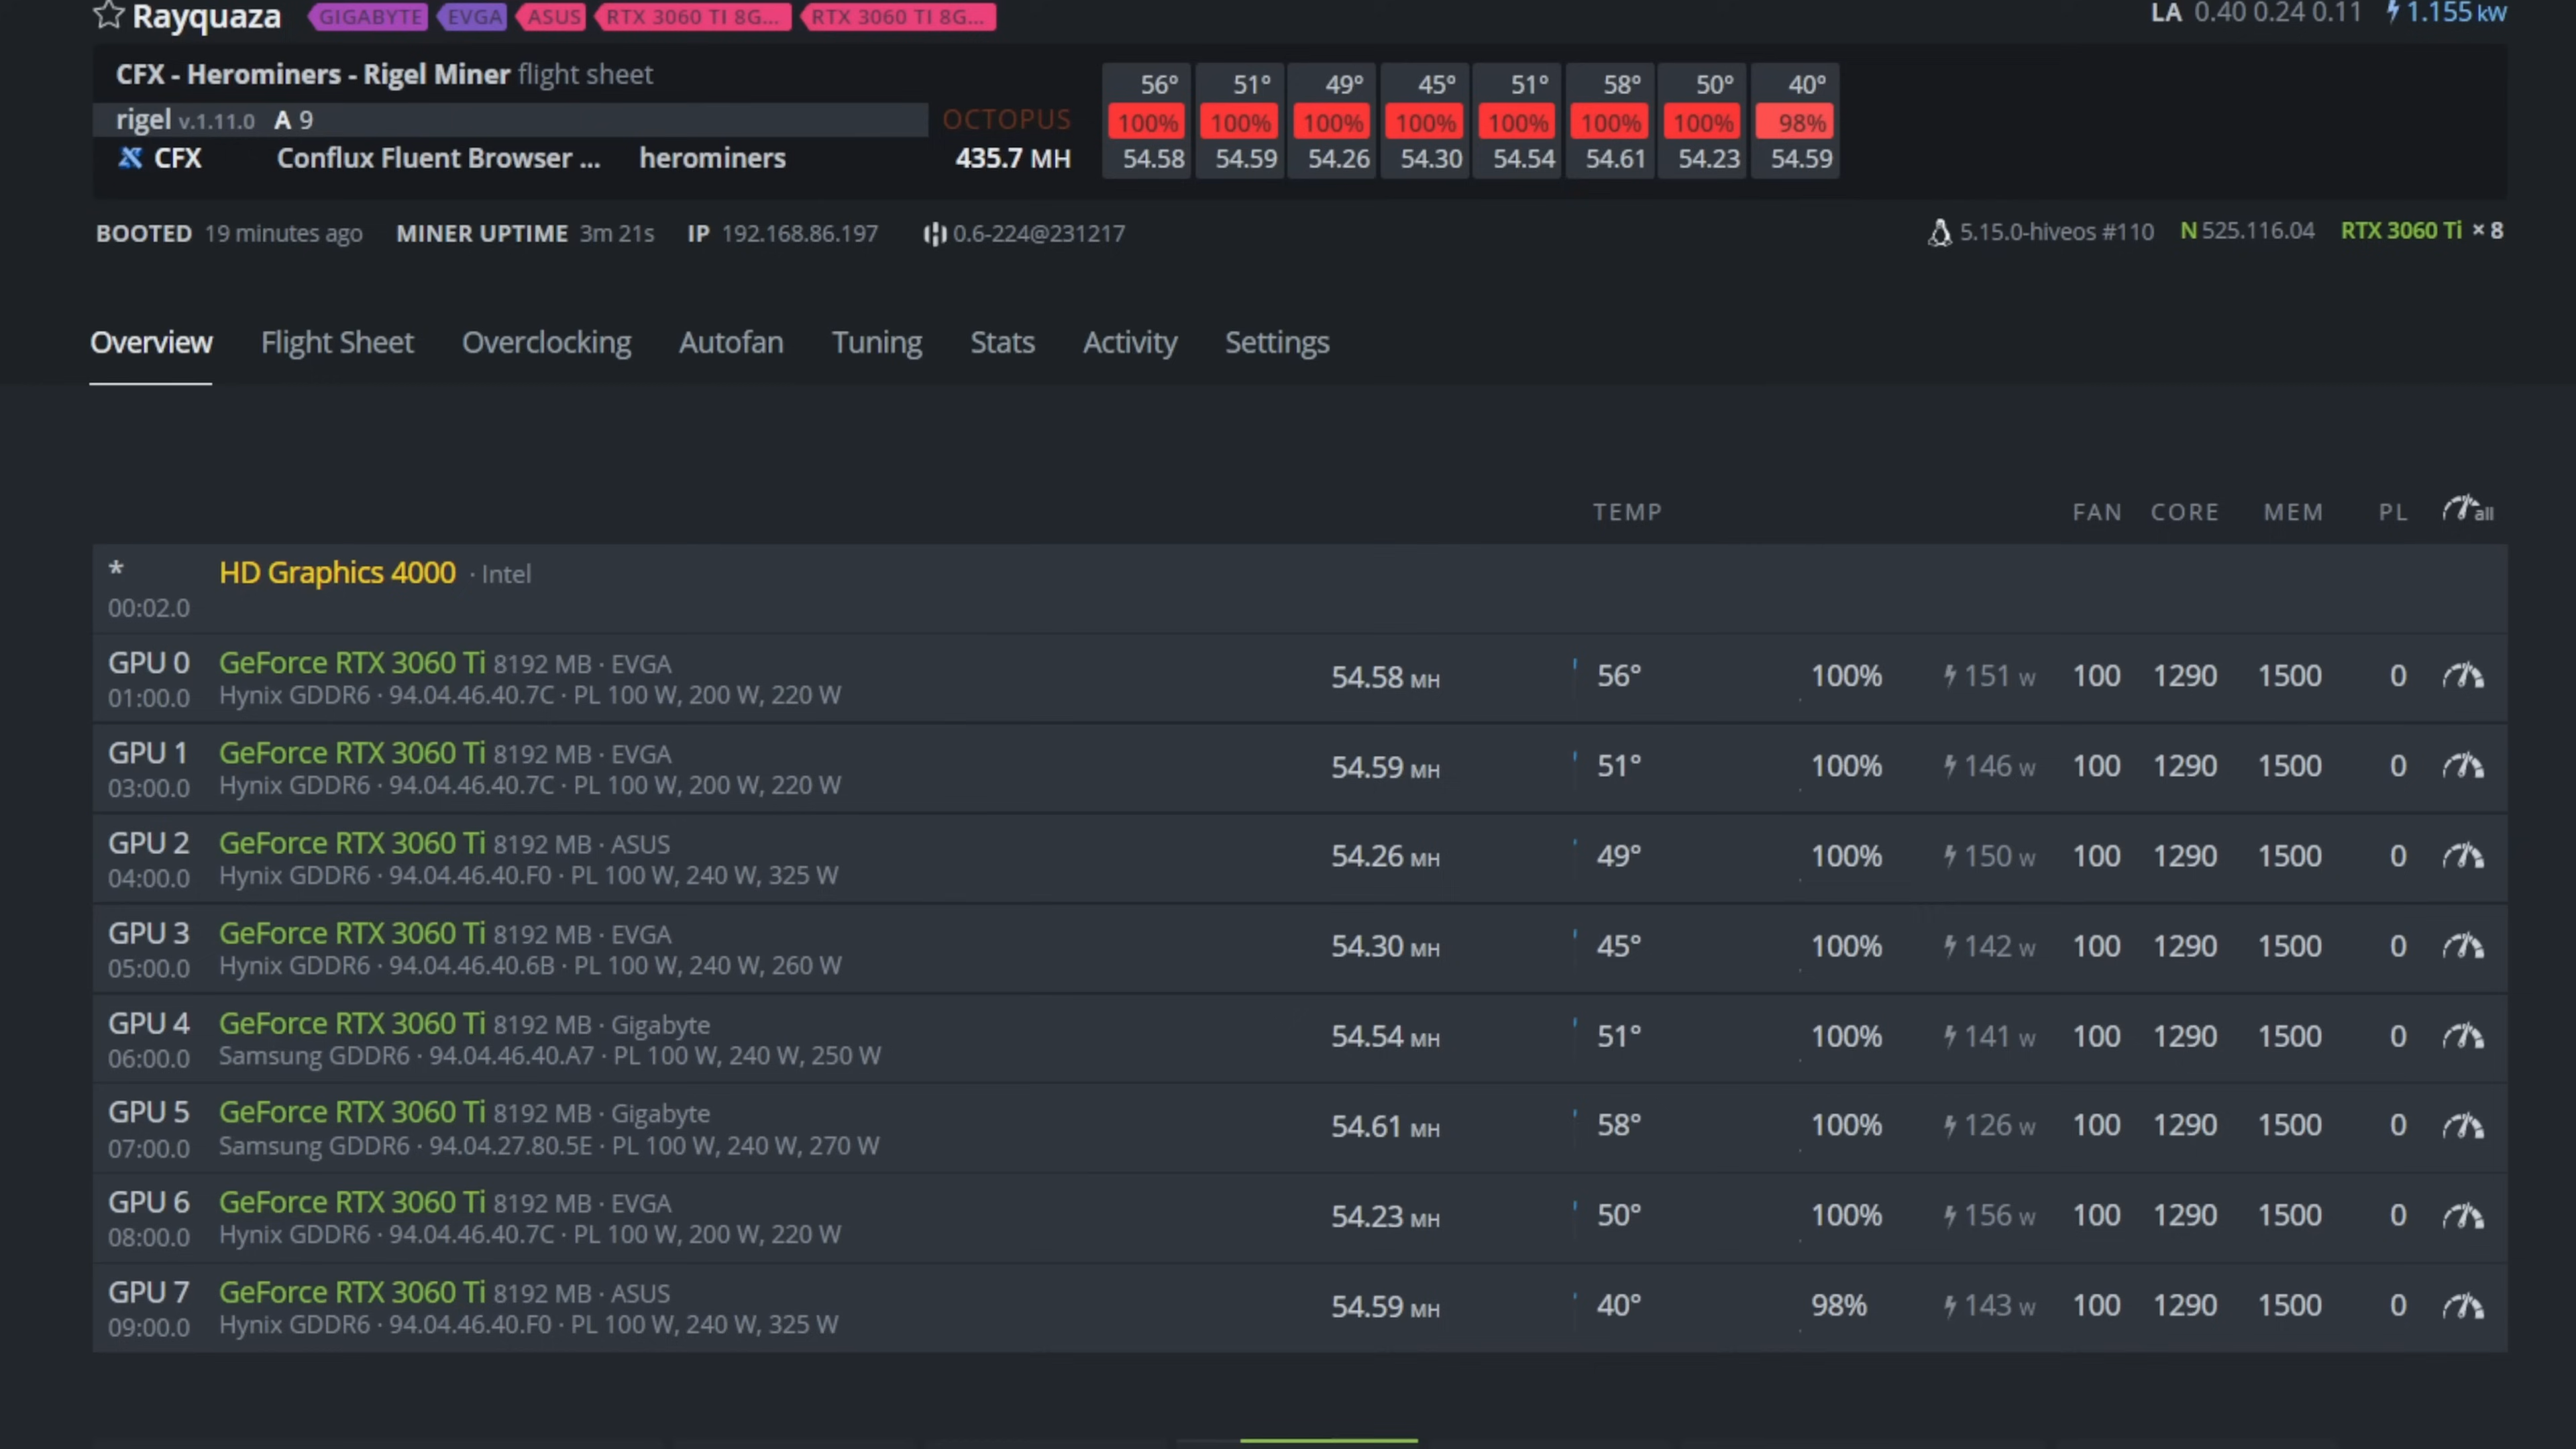 Rayquaza GIGABYTE EVGA ASUS RTX 3060 TI 8G... RTX 3060 TI 8G... LA 0.40 0.24 0.11 1.155 kW
CFX - Herominers - Rigel Miner flight sheet 56° 51° 49° 45° 51° 58° 50° 40°
rigel v.1.11.0 A 9 OCTOPUS 100% 100% 100% 100% 100% 100% 100% 98%
CFX Conflux Fluent Browser ... herominers 435.7 MH 54.58 54.59 54.26 54.30 54.54 54.61 54.23 54.59
BOOTED 19 minutes ago MINER UPTIME 3m 21s IP 192.168.86.197 0.6-224@231217 5.15.0-hiveos #110 N 525.116.04 RTX 3060 Ti × 8
Overview Flight Sheet Overclocking Autofan Tuning Stats Activity Settings
TEMP FAN CORE MEM PL all
* HD Graphics 4000 · Intel
00:02.0
GPU 0 GeForce RTX 3060 Ti 8192 MB · EVGA 54.58 MH 56° 100% 151 W 100 1290 1500 0
01:00.0 Hynix GDDR6 · 94.04.46.40.7C · PL 100 W, 200 W, 220 W
GPU 1 GeForce RTX 3060 Ti 8192 MB · EVGA 54.59 MH 51° 100% 146 W 100 1290 1500 0
03:00.0 Hynix GDDR6 · 94.04.46.40.7C · PL 100 W, 200 W, 220 W
GPU 2 GeForce RTX 3060 Ti 8192 MB · ASUS 54.26 MH 49° 100% 150 W 100 1290 1500 0
04:00.0 Hynix GDDR6 · 94.04.46.40.F0 · PL 100 W, 240 W, 325 W
GPU 3 GeForce RTX 3060 Ti 8192 MB · EVGA 54.30 MH 45° 100% 142 W 100 1290 1500 0
05:00.0 Hynix GDDR6 · 94.04.46.40.6B · PL 100 W, 240 W, 260 W
GPU 4 GeForce RTX 3060 Ti 8192 MB · Gigabyte 54.54 MH 51° 100% 141 W 100 1290 1500 0
06:00.0 Samsung GDDR6 · 94.04.46.40.A7 · PL 100 W, 240 W, 250 W
GPU 5 GeForce RTX 3060 Ti 8192 MB · Gigabyte 54.61 MH 58° 100% 126 W 100 1290 1500 0
07:00.0 Samsung GDDR6 · 94.04.27.80.5E · PL 100 W, 240 W, 270 W
GPU 6 GeForce RTX 3060 Ti 8192 MB · EVGA 54.23 MH 50° 100% 156 W 100 1290 1500 0
08:00.0 Hynix GDDR6 · 94.04.46.40.7C · PL 100 W, 200 W, 220 W
GPU 7 GeForce RTX 3060 Ti 8192 MB · ASUS 54.59 MH 40° 98% 143 W 100 1290 1500 0
09:00.0 Hynix GDDR6 · 94.04.46.40.F0 · PL 100 W, 240 W, 325 W